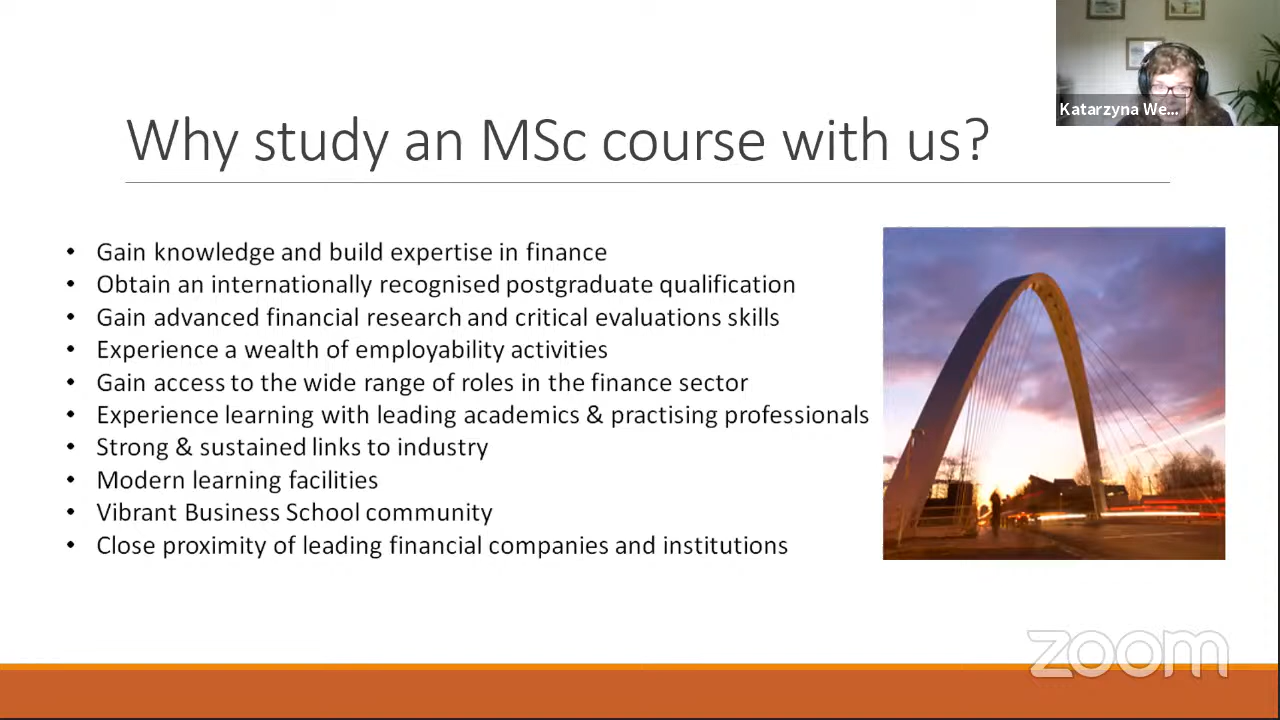 Katarzyna We...
Why study an MSc course with us?
• Gain knowledge and build expertise in finance
• Obtain an internationally recognised postgraduate qualification
• Gain advanced financial research and critical evaluations skills
• Experience a wealth of employability activities
• Gain access to the wide range of roles in the finance sector
• Experience learning with leading academics & practising professionals
• Strong & sustained links to industry
• Modern learning facilities
• Vibrant Business School community
• Close proximity of leading financial companies and institutions
zoom